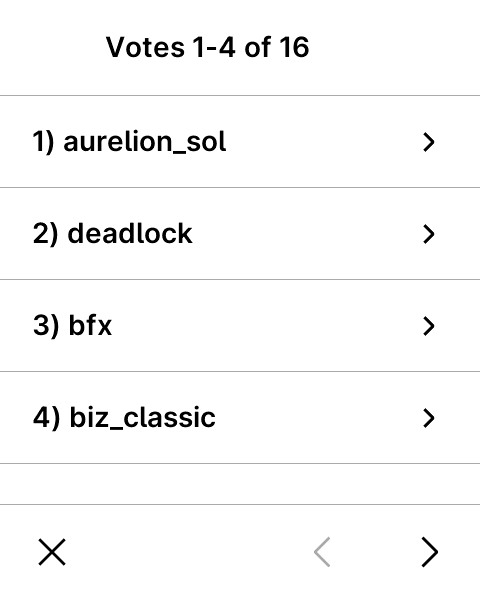 Votes 1-4 of 16
1) aurelion_sol
2) deadlock
3) bfx
4) biz_classic